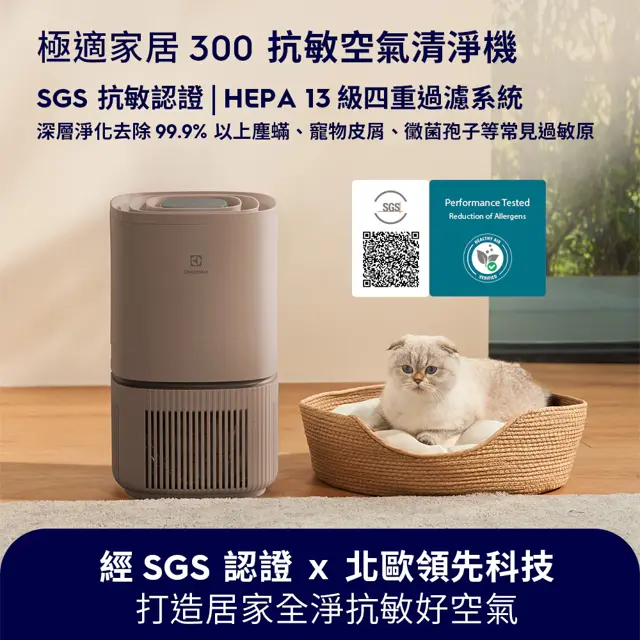 極適家居 300 抗敏空氣清淨機
SGS 抗敏認證 | HEPA 13 級四重過濾系統
深層淨化去除 99.9% 以上塵蟎、寵物皮屑、黴菌孢子等常見過敏原
SGS
Performance Tested
Reduction of Allergens
HEALTHY AIR
VERIFIED
Electrolux
經 SGS 認證 x 北歐領先科技
打造居家全淨抗敏好空氣